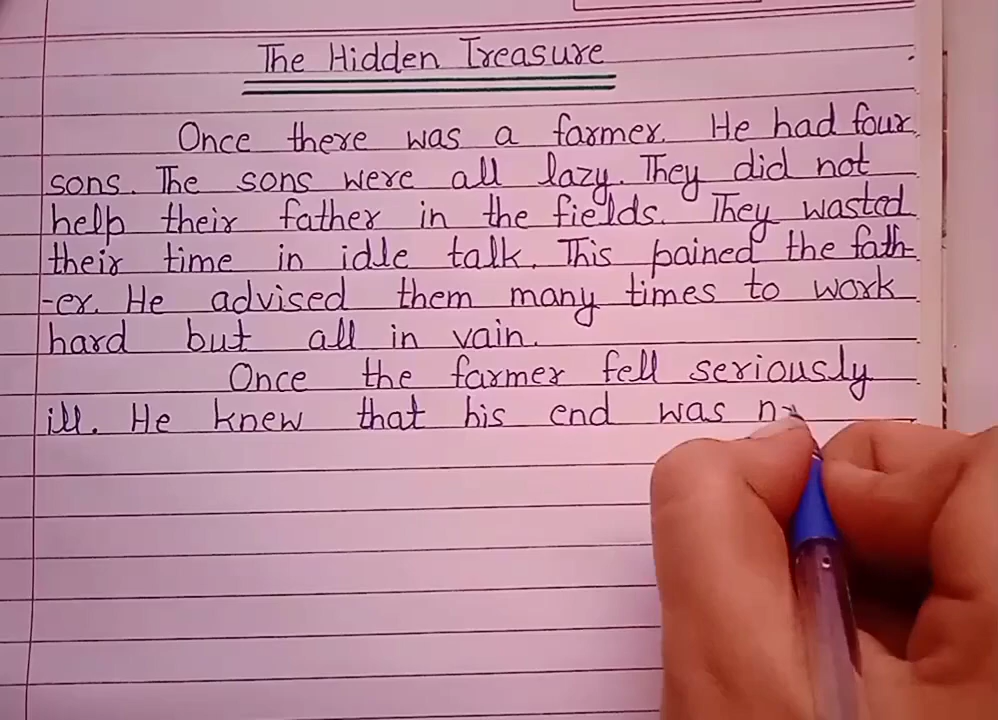 The Hidden Treasure
Once there was a farmer. He had four
sons. The sons were all lazy. They did not
help their father in the fields. They wasted
their time in idle talk. This pained the fath-
-er. He advised them many times to work
hard but all in vain.
Once the farmer fell seriously
ill. He knew that his end was